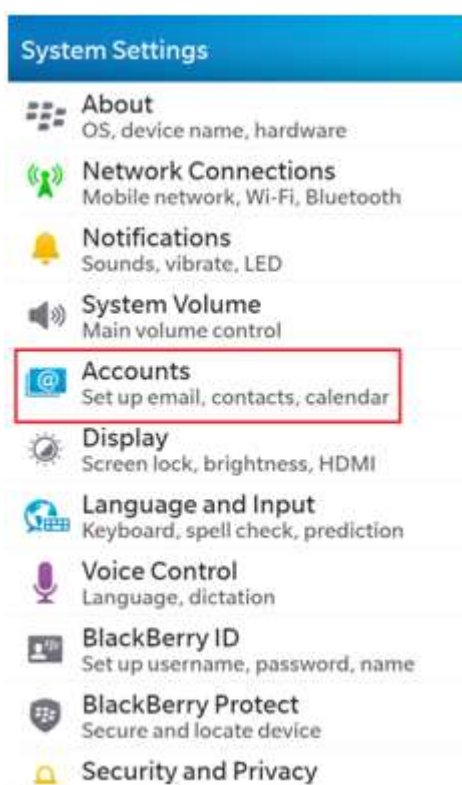 System Settings
About
OS, device name, hardware
Network Connections
Mobile network, Wi-Fi, Bluetooth
Notifications
Sounds, vibrate, LED
System Volume
Main volume control
Accounts
Set up email, contacts, calendar
Display
Screen lock, brightness, HDMI
Language and Input
Keyboard, spell check, prediction
Voice Control
Language, dictation
BlackBerry ID
Set up username, password, name
BlackBerry Protect
Secure and locate device
Security and Privacy